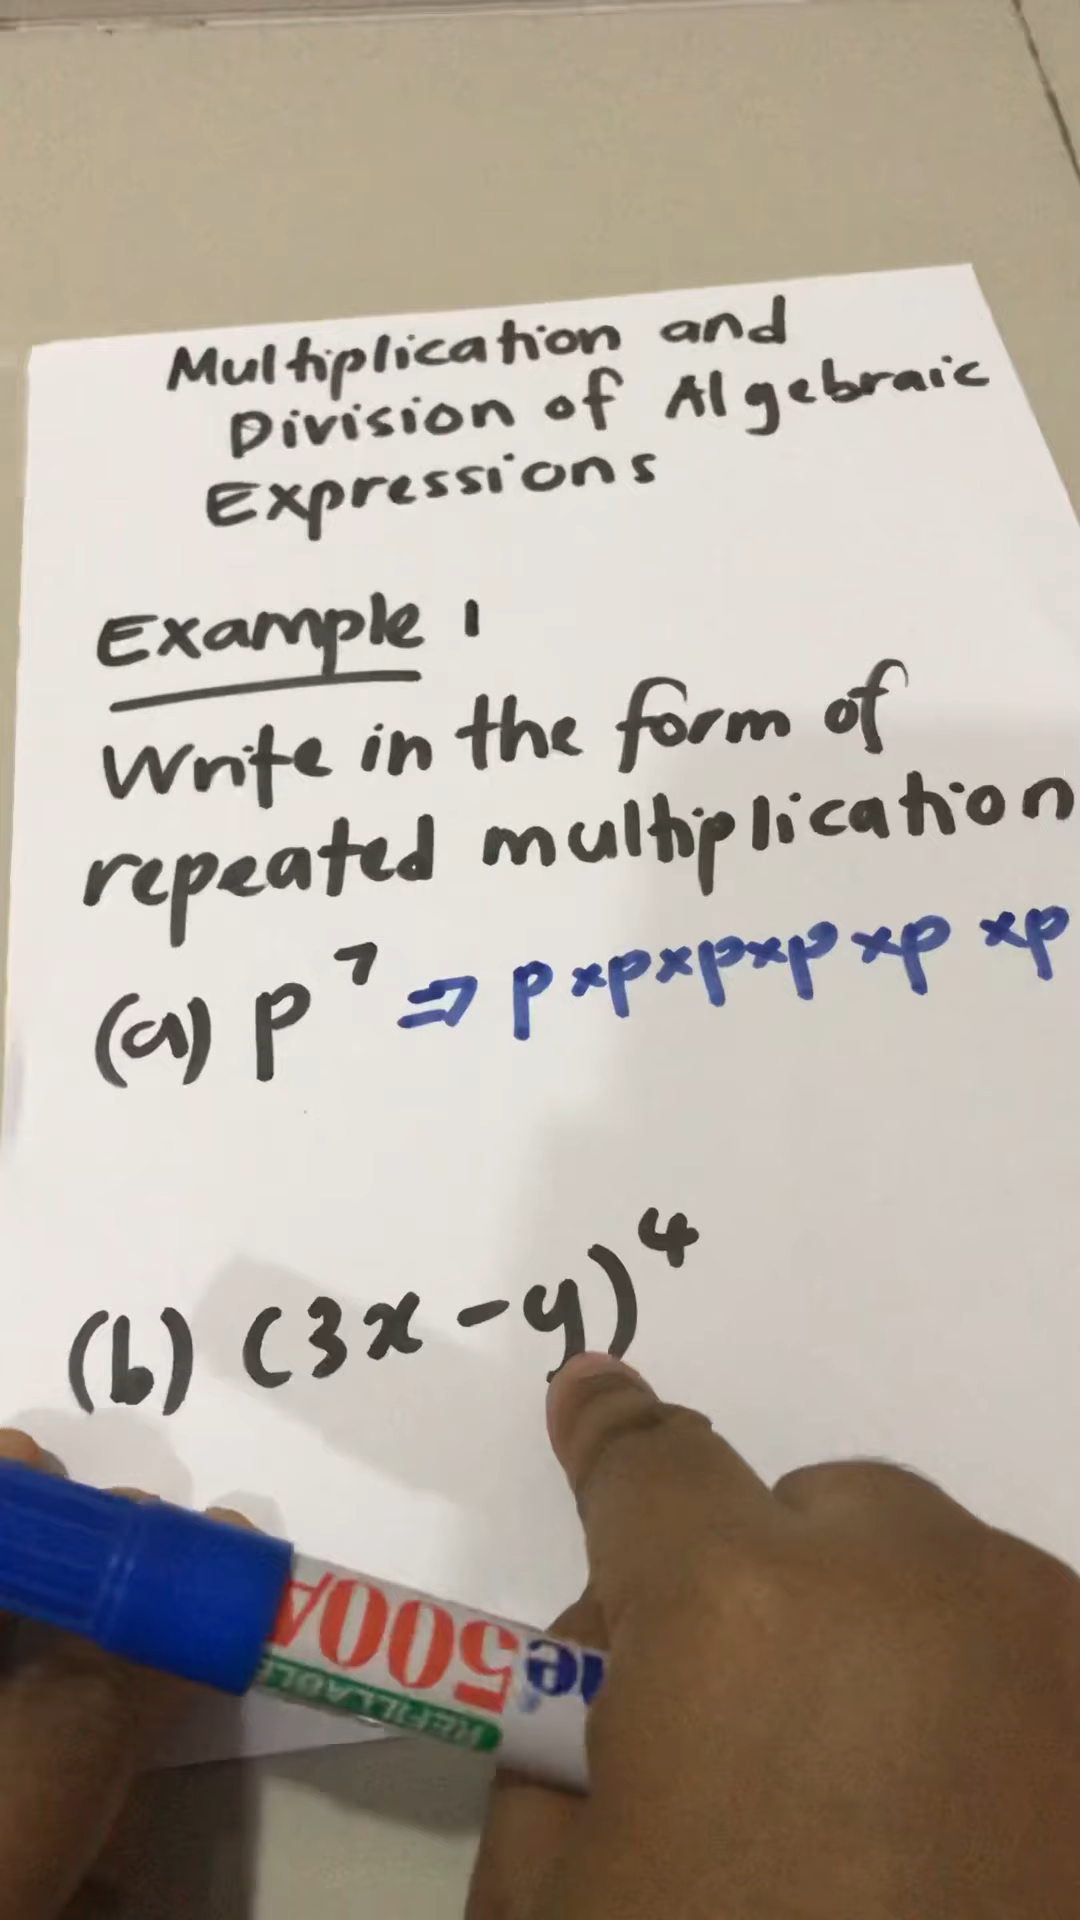 Multiplication and
Division of Algebraic
Expressions
Example 1
Write in the form of
repeated multiplication
(a) p⁷ ⇒ p×p×p×p×p×p
(b) (3x-y)⁴
500A
REFILLABLE